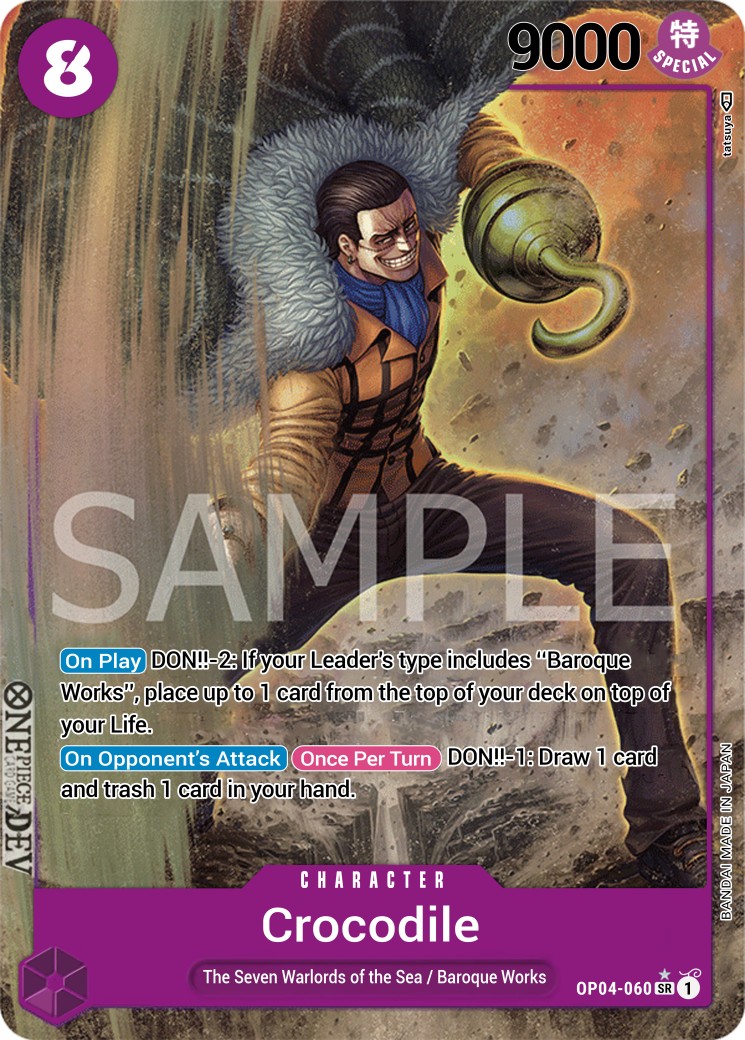 8
9000
特
SPECIAL
tatsuya
SAMPLE
On Play DON!!-2: If your Leader's type includes “Baroque
Works”, place up to 1 card from the top of your deck on top of
your Life.
On Opponent's Attack Once Per Turn DON!!-1: Draw 1 card
and trash 1 card in your hand.
ONE PIECE DEV
BANDAI MADE IN JAPAN
CHARACTER
Crocodile
The Seven Warlords of the Sea / Baroque Works
OP04-060 SR 1